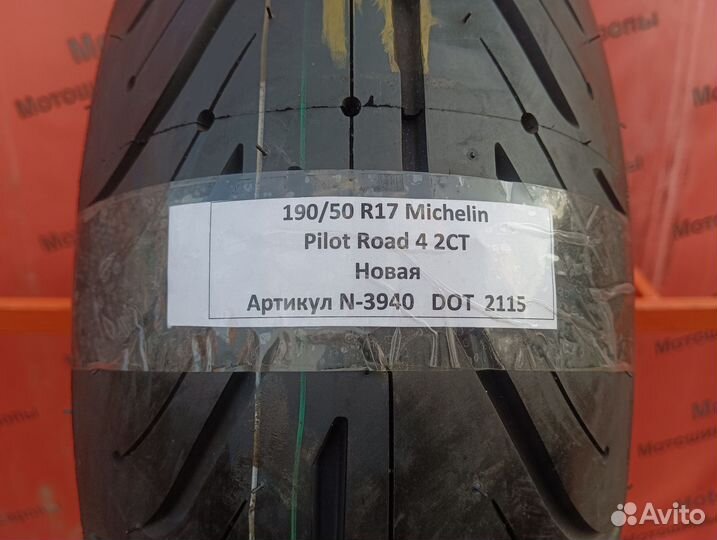 190/50 R17 Michelin
Pilot Road 4 2CT
Новая
Артикул N-3940 DOT 2115
Avito